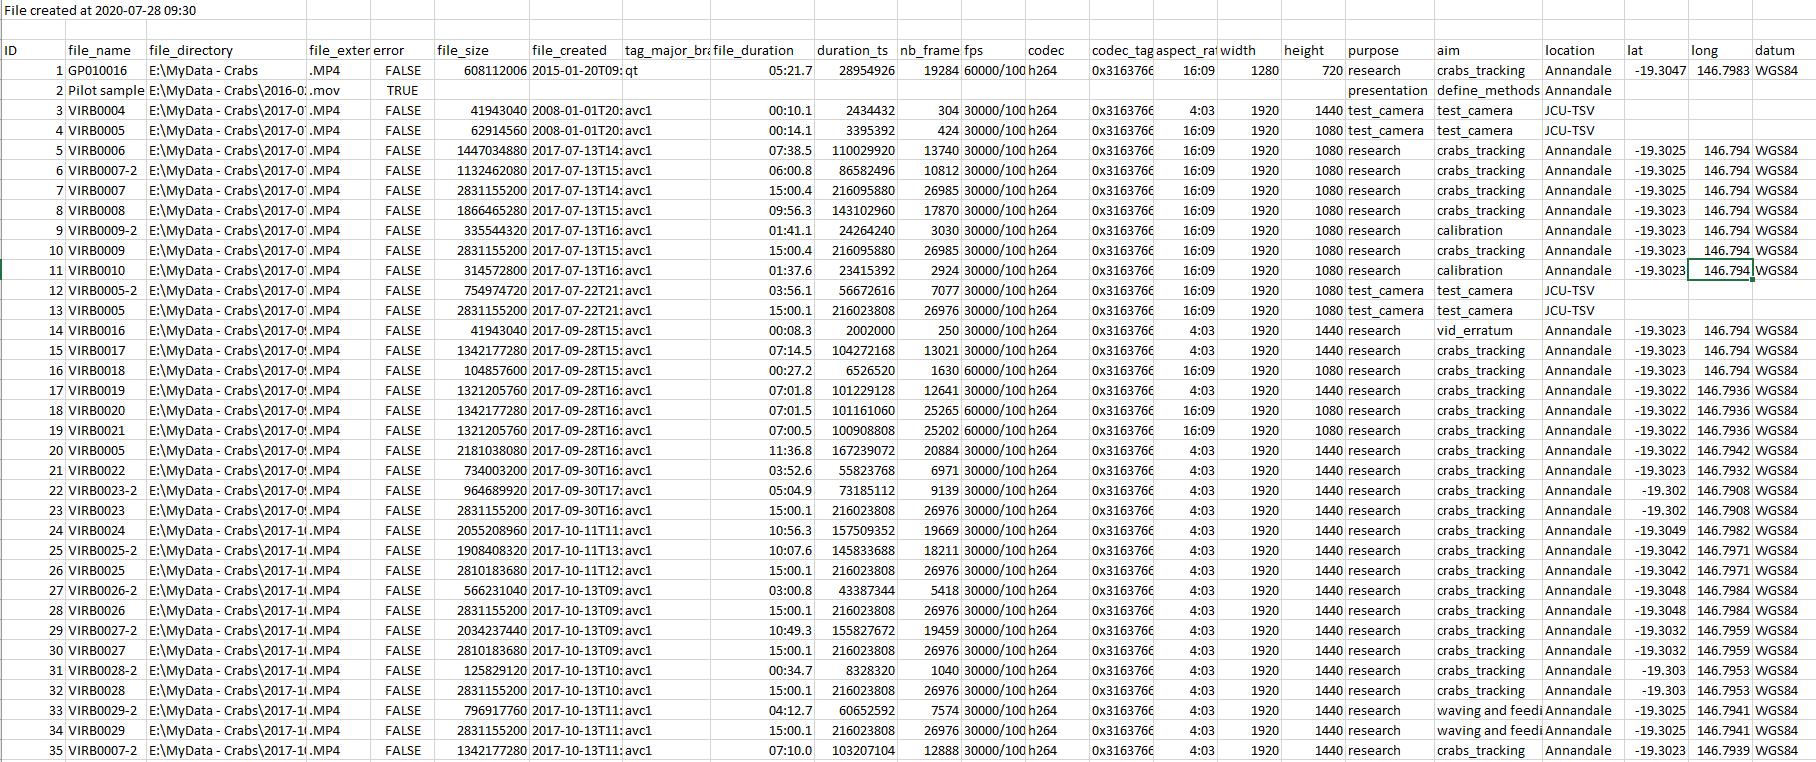 File created at 2020-07-28 09:30
ID file_name file_directory file_exter error file_size file_created tag_major_bra file_duration duration_ts nb_frame fps codec codec_tag aspect_rat width height purpose aim location lat long datum
1 GP010016 E:\MyData - Crabs .MP4 FALSE 608112006 2015-01-20T09: qt 05:21.7 28954926 19284 60000/100 h264 0x3163766 16:09 1280 720 research crabs_tracking Annandale -19.3047 146.7983 WGS84
2 Pilot sample E:\MyData - Crabs\2016-0 .mov TRUE presentation define_methods Annandale
3 VIRB0004 E:\MyData - Crabs\2017-0 .MP4 FALSE 41943040 2008-01-01T20: avc1 00:10.1 2434432 304 30000/100 h264 0x3163766 4:03 1920 1440 test_camera test_camera JCU-TSV
4 VIRB0005 E:\MyData - Crabs\2017-0 .MP4 FALSE 62914560 2008-01-01T20: avc1 00:14.1 3395392 424 30000/100 h264 0x3163766 16:09 1920 1080 test_camera test_camera JCU-TSV
5 VIRB0006 E:\MyData - Crabs\2017-0 .MP4 FALSE 1447034880 2017-07-13T14: avc1 07:38.5 110029920 13740 30000/100 h264 0x3163766 16:09 1920 1080 research crabs_tracking Annandale -19.3025 146.794 WGS84
6 VIRB0007-2 E:\MyData - Crabs\2017-0 .MP4 FALSE 1132462080 2017-07-13T15: avc1 06:00.8 86582496 10812 30000/100 h264 0x3163766 16:09 1920 1080 research crabs_tracking Annandale -19.3025 146.794 WGS84
7 VIRB0007 E:\MyData - Crabs\2017-0 .MP4 FALSE 2831155200 2017-07-13T14: avc1 15:00.4 216095880 26985 30000/100 h264 0x3163766 16:09 1920 1080 research crabs_tracking Annandale -19.3025 146.794 WGS84
8 VIRB0008 E:\MyData - Crabs\2017-0 .MP4 FALSE 1866465280 2017-07-13T15: avc1 09:56.3 143102960 17870 30000/100 h264 0x3163766 16:09 1920 1080 research crabs_tracking Annandale -19.3023 146.794 WGS84
9 VIRB0009-2 E:\MyData - Crabs\2017-0 .MP4 FALSE 335544320 2017-07-13T16: avc1 01:41.1 24264240 3030 30000/100 h264 0x3163766 16:09 1920 1080 research calibration Annandale -19.3023 146.794 WGS84
10 VIRB0009 E:\MyData - Crabs\2017-0 .MP4 FALSE 2831155200 2017-07-13T15: avc1 15:00.4 216095880 26985 30000/100 h264 0x3163766 16:09 1920 1080 research crabs_tracking Annandale -19.3023 146.794 WGS84
11 VIRB0010 E:\MyData - Crabs\2017-0 .MP4 FALSE 314572800 2017-07-13T16: avc1 01:37.6 23415392 2924 30000/100 h264 0x3163766 16:09 1920 1080 research calibration Annandale -19.3023 146.794 WGS84
12 VIRB0005-2 E:\MyData - Crabs\2017-0 .MP4 FALSE 754974720 2017-07-22T21: avc1 03:56.1 56672616 7077 30000/100 h264 0x3163766 16:09 1920 1080 test_camera test_camera JCU-TSV
13 VIRB0005 E:\MyData - Crabs\2017-0 .MP4 FALSE 2831155200 2017-07-22T21: avc1 15:00.1 216023808 26976 30000/100 h264 0x3163766 16:09 1920 1080 test_camera test_camera JCU-TSV
14 VIRB0016 E:\MyData - Crabs\2017-09 .MP4 FALSE 41943040 2017-09-28T15: avc1 00:08.3 2002000 250 30000/100 h264 0x3163766 4:03 1920 1440 research vid_erratum Annandale -19.3023 146.794 WGS84
15 VIRB0017 E:\MyData - Crabs\2017-09 .MP4 FALSE 1342177280 2017-09-28T15: avc1 07:14.5 104272168 13021 30000/100 h264 0x3163766 4:03 1920 1440 research crabs_tracking Annandale -19.3023 146.794 WGS84
16 VIRB0018 E:\MyData - Crabs\2017-09 .MP4 FALSE 104857600 2017-09-28T15: avc1 00:27.2 6526520 1630 60000/100 h264 0x3163766 16:09 1920 1080 research crabs_tracking Annandale -19.3023 146.794 WGS84
17 VIRB0019 E:\MyData - Crabs\2017-09 .MP4 FALSE 1321205760 2017-09-28T16: avc1 07:01.8 101229128 12641 30000/100 h264 0x3163766 4:03 1920 1440 research crabs_tracking Annandale -19.3022 146.7936 WGS84
18 VIRB0020 E:\MyData - Crabs\2017-09 .MP4 FALSE 1342177280 2017-09-28T16: avc1 07:01.5 101161060 25265 60000/100 h264 0x3163766 16:09 1920 1080 research crabs_tracking Annandale -19.3022 146.7936 WGS84
19 VIRB0021 E:\MyData - Crabs\2017-09 .MP4 FALSE 1321205760 2017-09-28T16: avc1 07:00.5 100908808 25202 60000/100 h264 0x3163766 16:09 1920 1080 research crabs_tracking Annandale -19.3022 146.7936 WGS84
20 VIRB0005 E:\MyData - Crabs\2017-09 .MP4 FALSE 2181038080 2017-09-28T16: avc1 11:36.8 167239072 20884 30000/100 h264 0x3163766 4:03 1920 1440 research crabs_tracking Annandale -19.3022 146.7942 WGS84
21 VIRB0022 E:\MyData - Crabs\2017-09 .MP4 FALSE 734003200 2017-09-30T16: avc1 03:52.6 55823768 6971 30000/100 h264 0x3163766 4:03 1920 1440 research crabs_tracking Annandale -19.3023 146.7932 WGS84
22 VIRB0023-2 E:\MyData - Crabs\2017-09 .MP4 FALSE 964689920 2017-09-30T17: avc1 05:04.9 73185112 9139 30000/100 h264 0x3163766 4:03 1920 1440 research crabs_tracking Annandale -19.302 146.7908 WGS84
23 VIRB0023 E:\MyData - Crabs\2017-09 .MP4 FALSE 2831155200 2017-09-30T16: avc1 15:00.1 216023808 26976 30000/100 h264 0x3163766 4:03 1920 1440 research crabs_tracking Annandale -19.302 146.7908 WGS84
24 VIRB0024 E:\MyData - Crabs\2017-10 .MP4 FALSE 2055208960 2017-10-11T11: avc1 10:56.3 157509352 19669 30000/100 h264 0x3163766 4:03 1920 1440 research crabs_tracking Annandale -19.3049 146.7982 WGS84
25 VIRB0025-2 E:\MyData - Crabs\2017-10 .MP4 FALSE 1908408320 2017-10-11T13: avc1 10:07.6 145833688 18211 30000/100 h264 0x3163766 4:03 1920 1440 research crabs_tracking Annandale -19.3042 146.7971 WGS84
26 VIRB0025 E:\MyData - Crabs\2017-10 .MP4 FALSE 2810183680 2017-10-11T12: avc1 15:00.1 216023808 26976 30000/100 h264 0x3163766 4:03 1920 1440 research crabs_tracking Annandale -19.3042 146.7971 WGS84
27 VIRB0026-2 E:\MyData - Crabs\2017-10 .MP4 FALSE 566231040 2017-10-13T09: avc1 03:00.8 43387344 5418 30000/100 h264 0x3163766 4:03 1920 1440 research crabs_tracking Annandale -19.3048 146.7984 WGS84
28 VIRB0026 E:\MyData - Crabs\2017-10 .MP4 FALSE 2831155200 2017-10-13T09: avc1 15:00.1 216023808 26976 30000/100 h264 0x3163766 4:03 1920 1440 research crabs_tracking Annandale -19.3048 146.7984 WGS84
29 VIRB0027-2 E:\MyData - Crabs\2017-10 .MP4 FALSE 2034237440 2017-10-13T09: avc1 10:49.3 155827672 19459 30000/100 h264 0x3163766 4:03 1920 1440 research crabs_tracking Annandale -19.3032 146.7959 WGS84
30 VIRB0027 E:\MyData - Crabs\2017-10 .MP4 FALSE 2810183680 2017-10-13T09: avc1 15:00.1 216023808 26976 30000/100 h264 0x3163766 4:03 1920 1440 research crabs_tracking Annandale -19.3032 146.7959 WGS84
31 VIRB0028-2 E:\MyData - Crabs\2017-10 .MP4 FALSE 125829120 2017-10-13T10: avc1 00:34.7 8328320 1040 30000/100 h264 0x3163766 4:03 1920 1440 research crabs_tracking Annandale -19.303 146.7953 WGS84
32 VIRB0028 E:\MyData - Crabs\2017-10 .MP4 FALSE 2831155200 2017-10-13T10: avc1 15:00.1 216023808 26976 30000/100 h264 0x3163766 4:03 1920 1440 research crabs_tracking Annandale -19.303 146.7953 WGS84
33 VIRB0029-2 E:\MyData - Crabs\2017-10 .MP4 FALSE 796917760 2017-10-13T11: avc1 04:12.7 60652592 7574 30000/100 h264 0x3163766 4:03 1920 1440 research waving and feedi Annandale -19.3025 146.7941 WGS84
34 VIRB0029 E:\MyData - Crabs\2017-10 .MP4 FALSE 2831155200 2017-10-13T11: avc1 15:00.1 216023808 26976 30000/100 h264 0x3163766 4:03 1920 1440 research waving and feedi Annandale -19.3025 146.7941 WGS84
35 VIRB0007-2 E:\MyData - Crabs\2017-10 .MP4 FALSE 1342177280 2017-10-13T11: avc1 07:10.0 103207104 12888 30000/100 h264 0x3163766 4:03 1920 1440 research crabs_tracking Annandale -19.3023 146.7939 WGS84